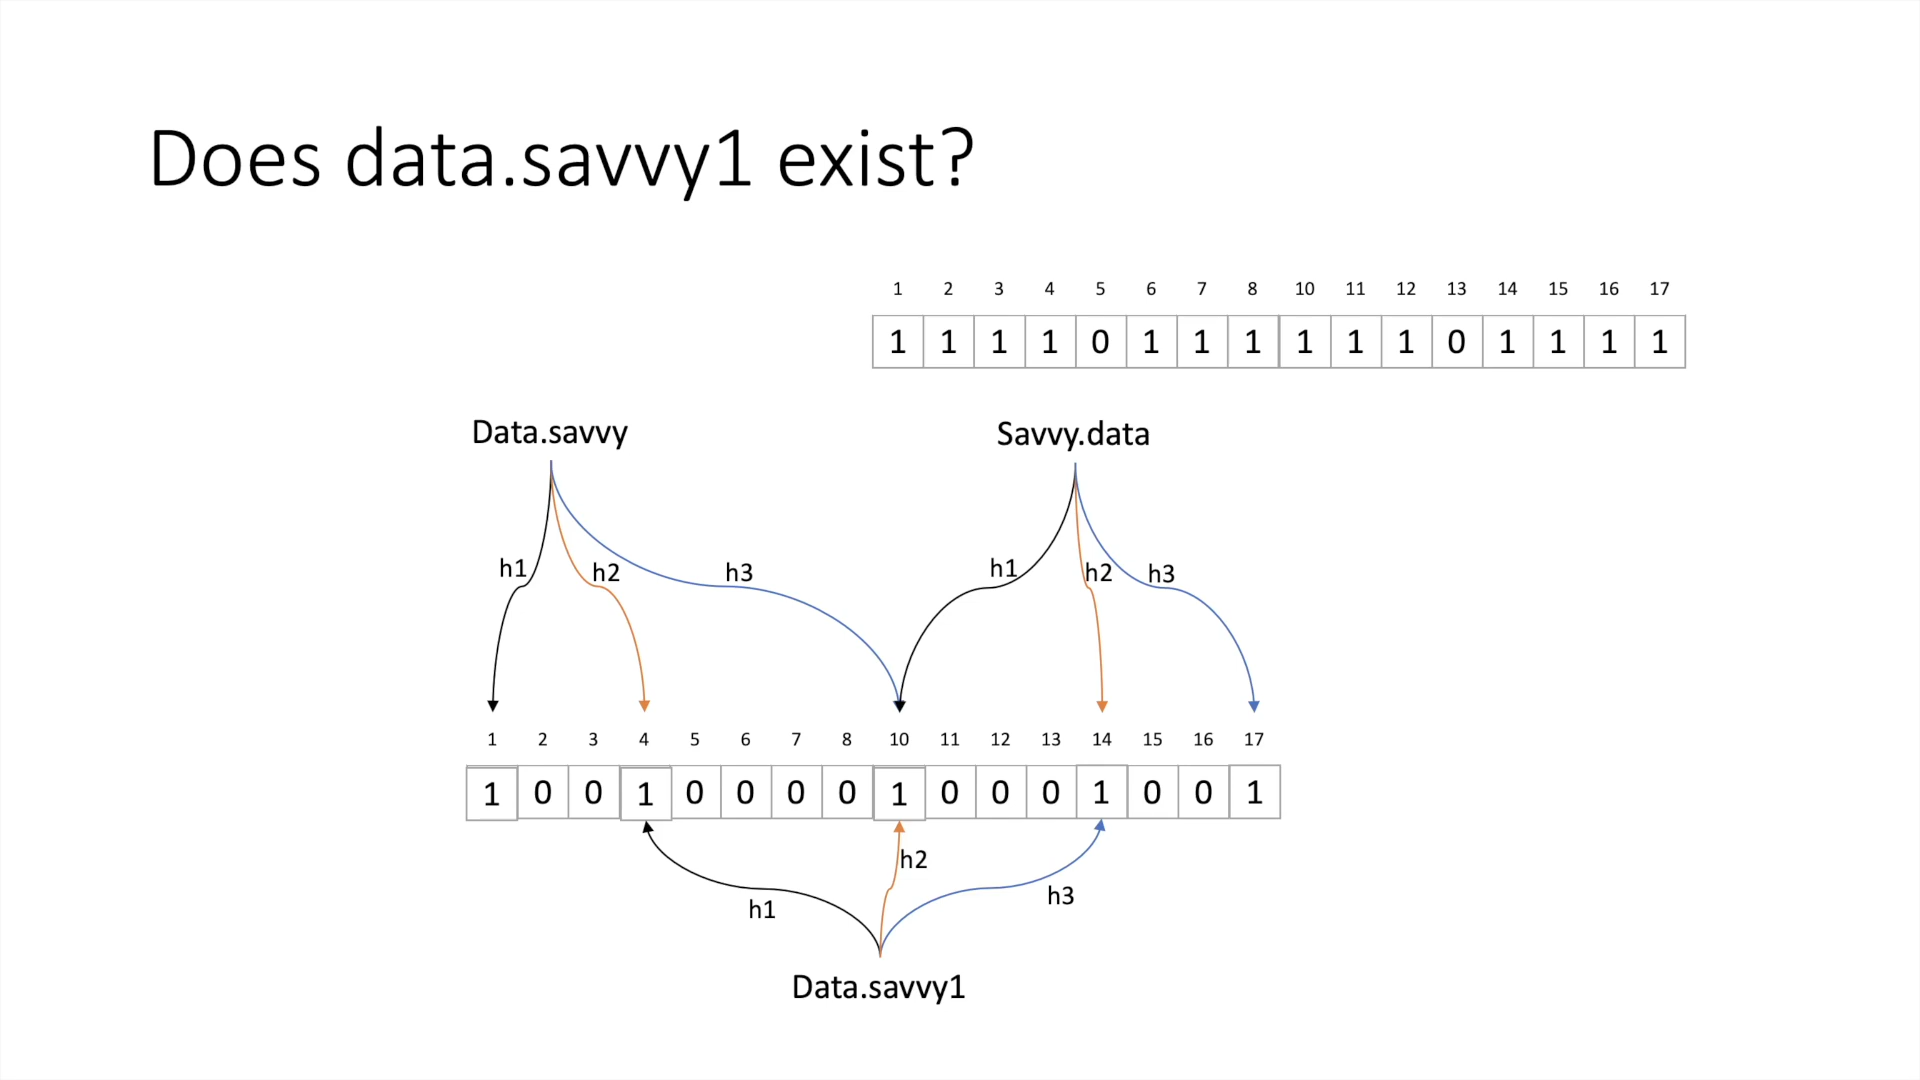 Does data.savvy1 exist?
1 2 3 4 5 6 7 8 10 11 12 13 14 15 16 17
1 1 1 1 0 1 1 1 1 1 1 0 1 1 1 1
Data.savvy Savvy.data
h1 h2 h3 h1 h2 h3
1 2 3 4 5 6 7 8 10 11 12 13 14 15 16 17
1 0 0 1 0 0 0 0 1 0 0 0 1 0 0 1
h2
h1 h3
Data.savvy1